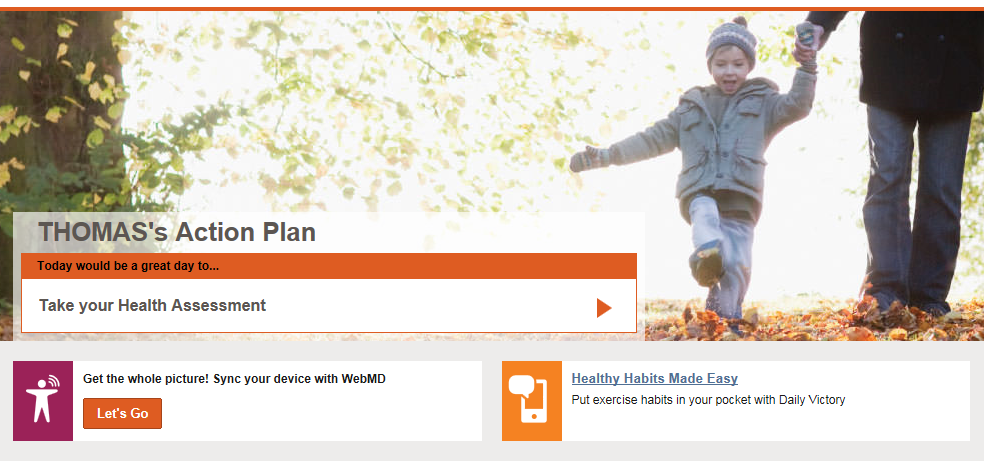 THOMAS's Action Plan
Today would be a great day to...
Take your Health Assessment
Get the whole picture! Sync your device with WebMD
Let's Go
Healthy Habits Made Easy
Put exercise habits in your pocket with Daily Victory